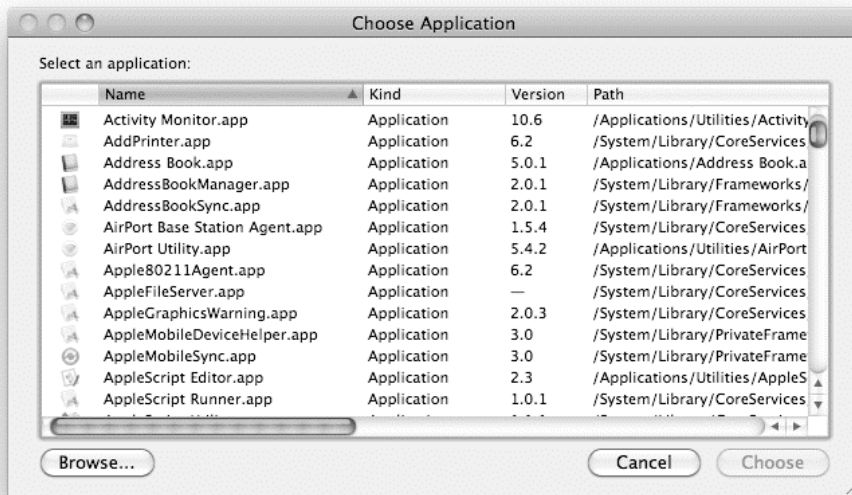 Choose Application
Select an application:
Name Kind Version Path
Activity Monitor.app Application 10.6 /Applications/Utilities/Activity
AddPrinter.app Application 6.2 /System/Library/CoreServices
Address Book.app Application 5.0.1 /Applications/Address Book.a
AddressBookManager.app Application 2.0.1 /System/Library/Frameworks/
AddressBookSync.app Application 2.0.1 /System/Library/Frameworks/
AirPort Base Station Agent.app Application 1.5.4 /System/Library/CoreServices
AirPort Utility.app Application 5.4.2 /Applications/Utilities/AirPort
Apple80211Agent.app Application 6.2 /System/Library/CoreServices
AppleFileServer.app Application — /System/Library/CoreServices
AppleGraphicsWarning.app Application 2.0.3 /System/Library/CoreServices
AppleMobileDeviceHelper.app Application 3.0 /System/Library/PrivateFrame
AppleMobileSync.app Application 3.0 /System/Library/PrivateFrame
AppleScript Editor.app Application 2.3 /Applications/Utilities/AppleS
AppleScript Runner.app Application 1.0.1 /System/Library/CoreServices
Browse... Cancel Choose